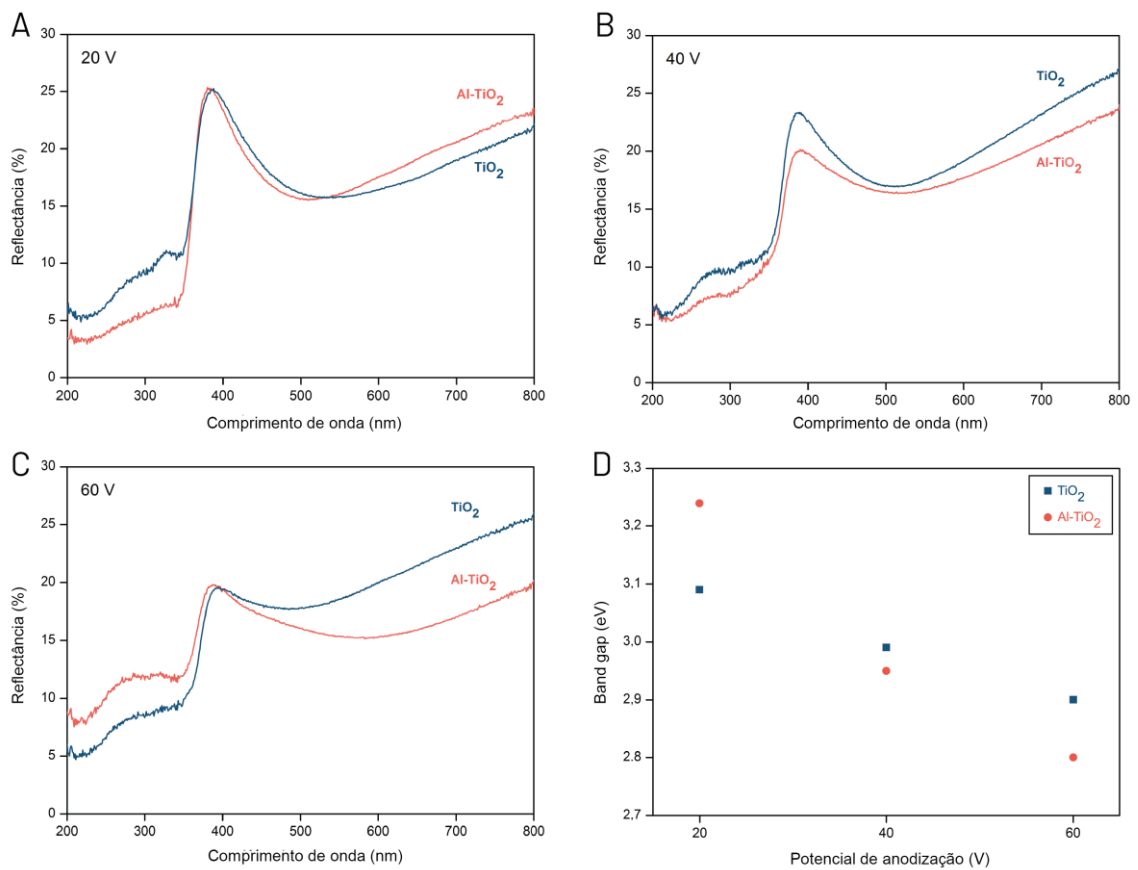 A
20 V
30
25
20
15
10
5
0
Reflectância (%)
Al-TiO2
TiO2
200 300 400 500 600 700 800
Comprimento de onda (nm)
B
40 V
30
25
20
15
10
5
0
Reflectância (%)
TiO2
Al-TiO2
200 300 400 500 600 700 800
Comprimento de onda (nm)
C
60 V
30
25
20
15
10
5
0
Reflectância (%)
TiO2
Al-TiO2
200 300 400 500 600 700 800
Comprimento de onda (nm)
D
3,3
3,2
3,1
3,0
2,9
2,8
2,7
Band gap (eV)
TiO2
Al-TiO2
20 40 60
Potencial de anodização (V)